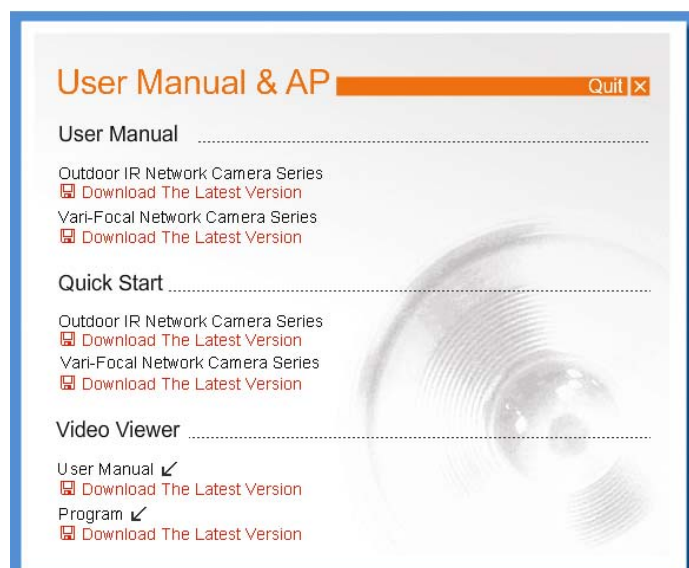 User Manual & AP
Quit
User Manual
Outdoor IR Network Camera Series
Download The Latest Version
Vari-Focal Network Camera Series
Download The Latest Version
Quick Start
Outdoor IR Network Camera Series
Download The Latest Version
Vari-Focal Network Camera Series
Download The Latest Version
Video Viewer
User Manual
Download The Latest Version
Program
Download The Latest Version